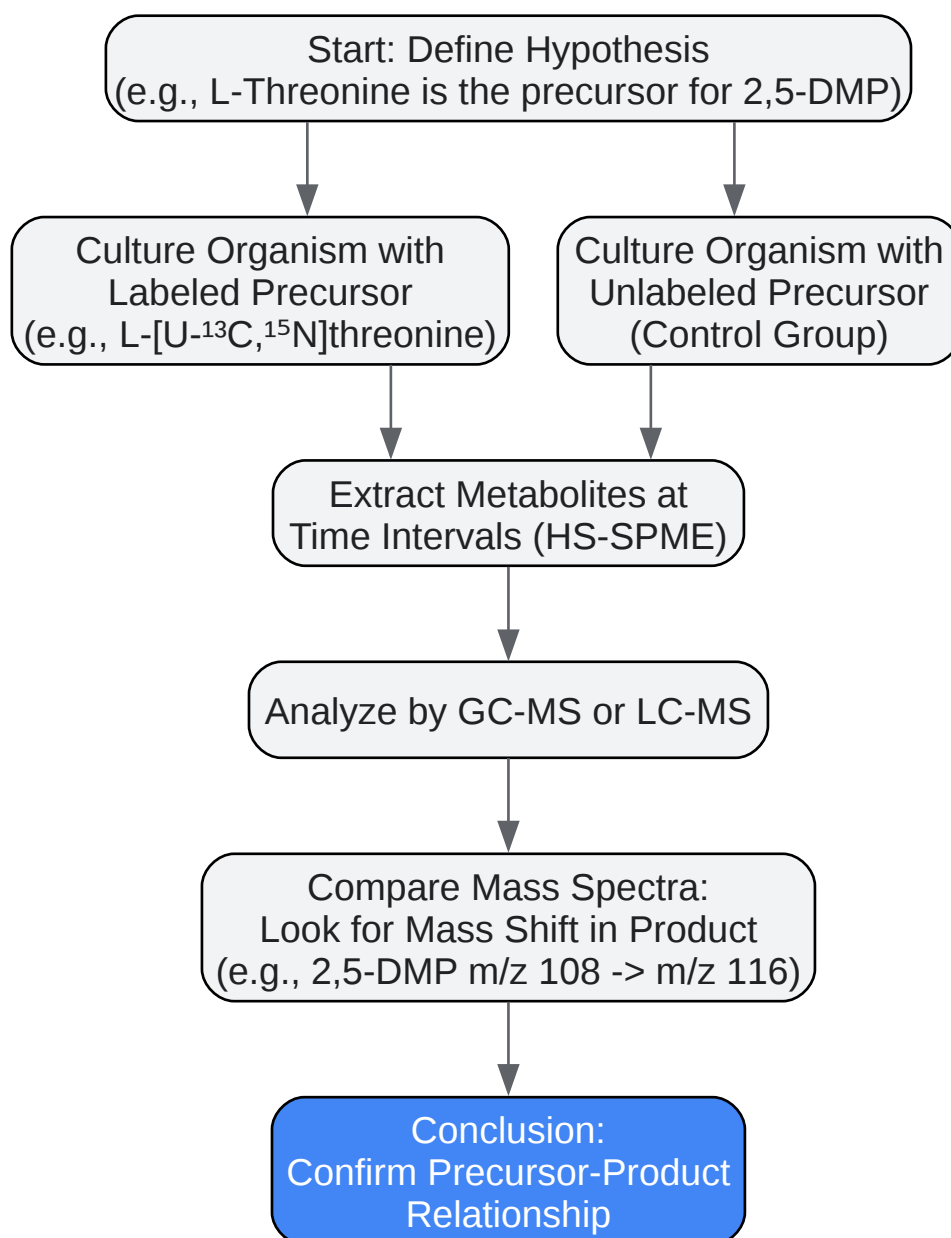 Start: Define Hypothesis
(e.g., L-Threonine is the precursor for 2,5-DMP)
Culture Organism with
Labeled Precursor
(e.g., L-[U-¹³C,¹⁵N]threonine)
Culture Organism with
Unlabeled Precursor
(Control Group)
Extract Metabolites at
Time Intervals (HS-SPME)
Analyze by GC-MS or LC-MS
Compare Mass Spectra:
Look for Mass Shift in Product
(e.g., 2,5-DMP m/z 108 -> m/z 116)
Conclusion:
Confirm Precursor-Product
Relationship